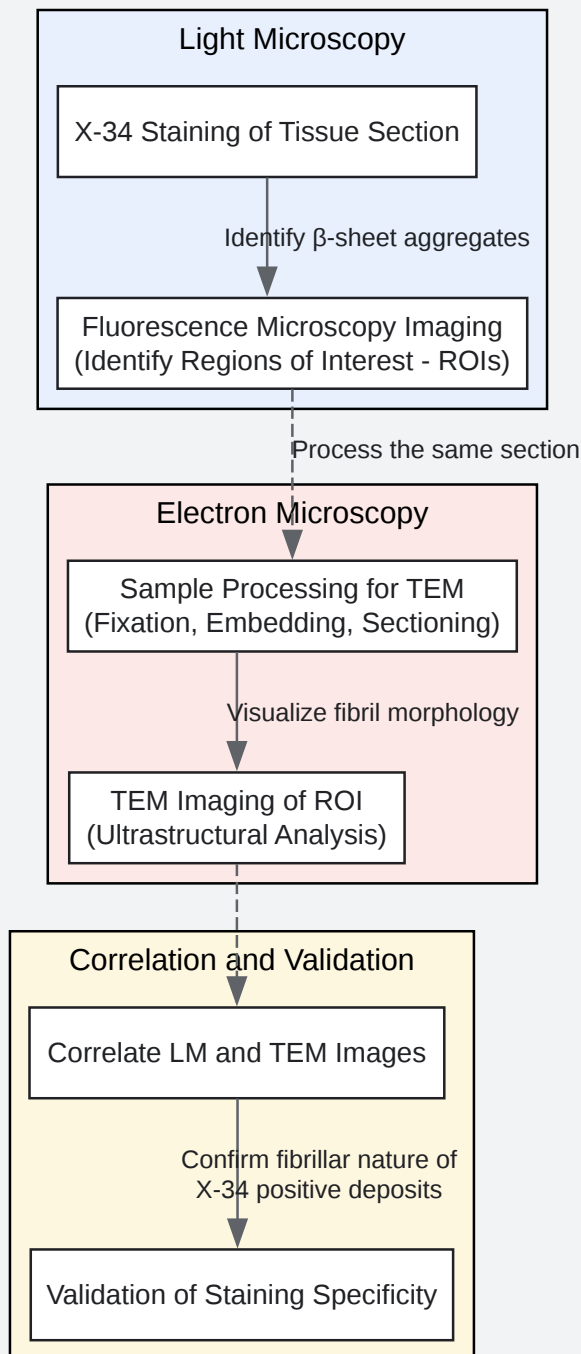 Light Microscopy
X-34 Staining of Tissue Section
Identify β-sheet aggregates
Fluorescence Microscopy Imaging
(Identify Regions of Interest - ROIs)
Process the same section
Electron Microscopy
Sample Processing for TEM
(Fixation, Embedding, Sectioning)
Visualize fibril morphology
TEM Imaging of ROI
(Ultrastructural Analysis)
Correlation and Validation
Correlate LM and TEM Images
Confirm fibrillar nature of
X-34 positive deposits
Validation of Staining Specificity